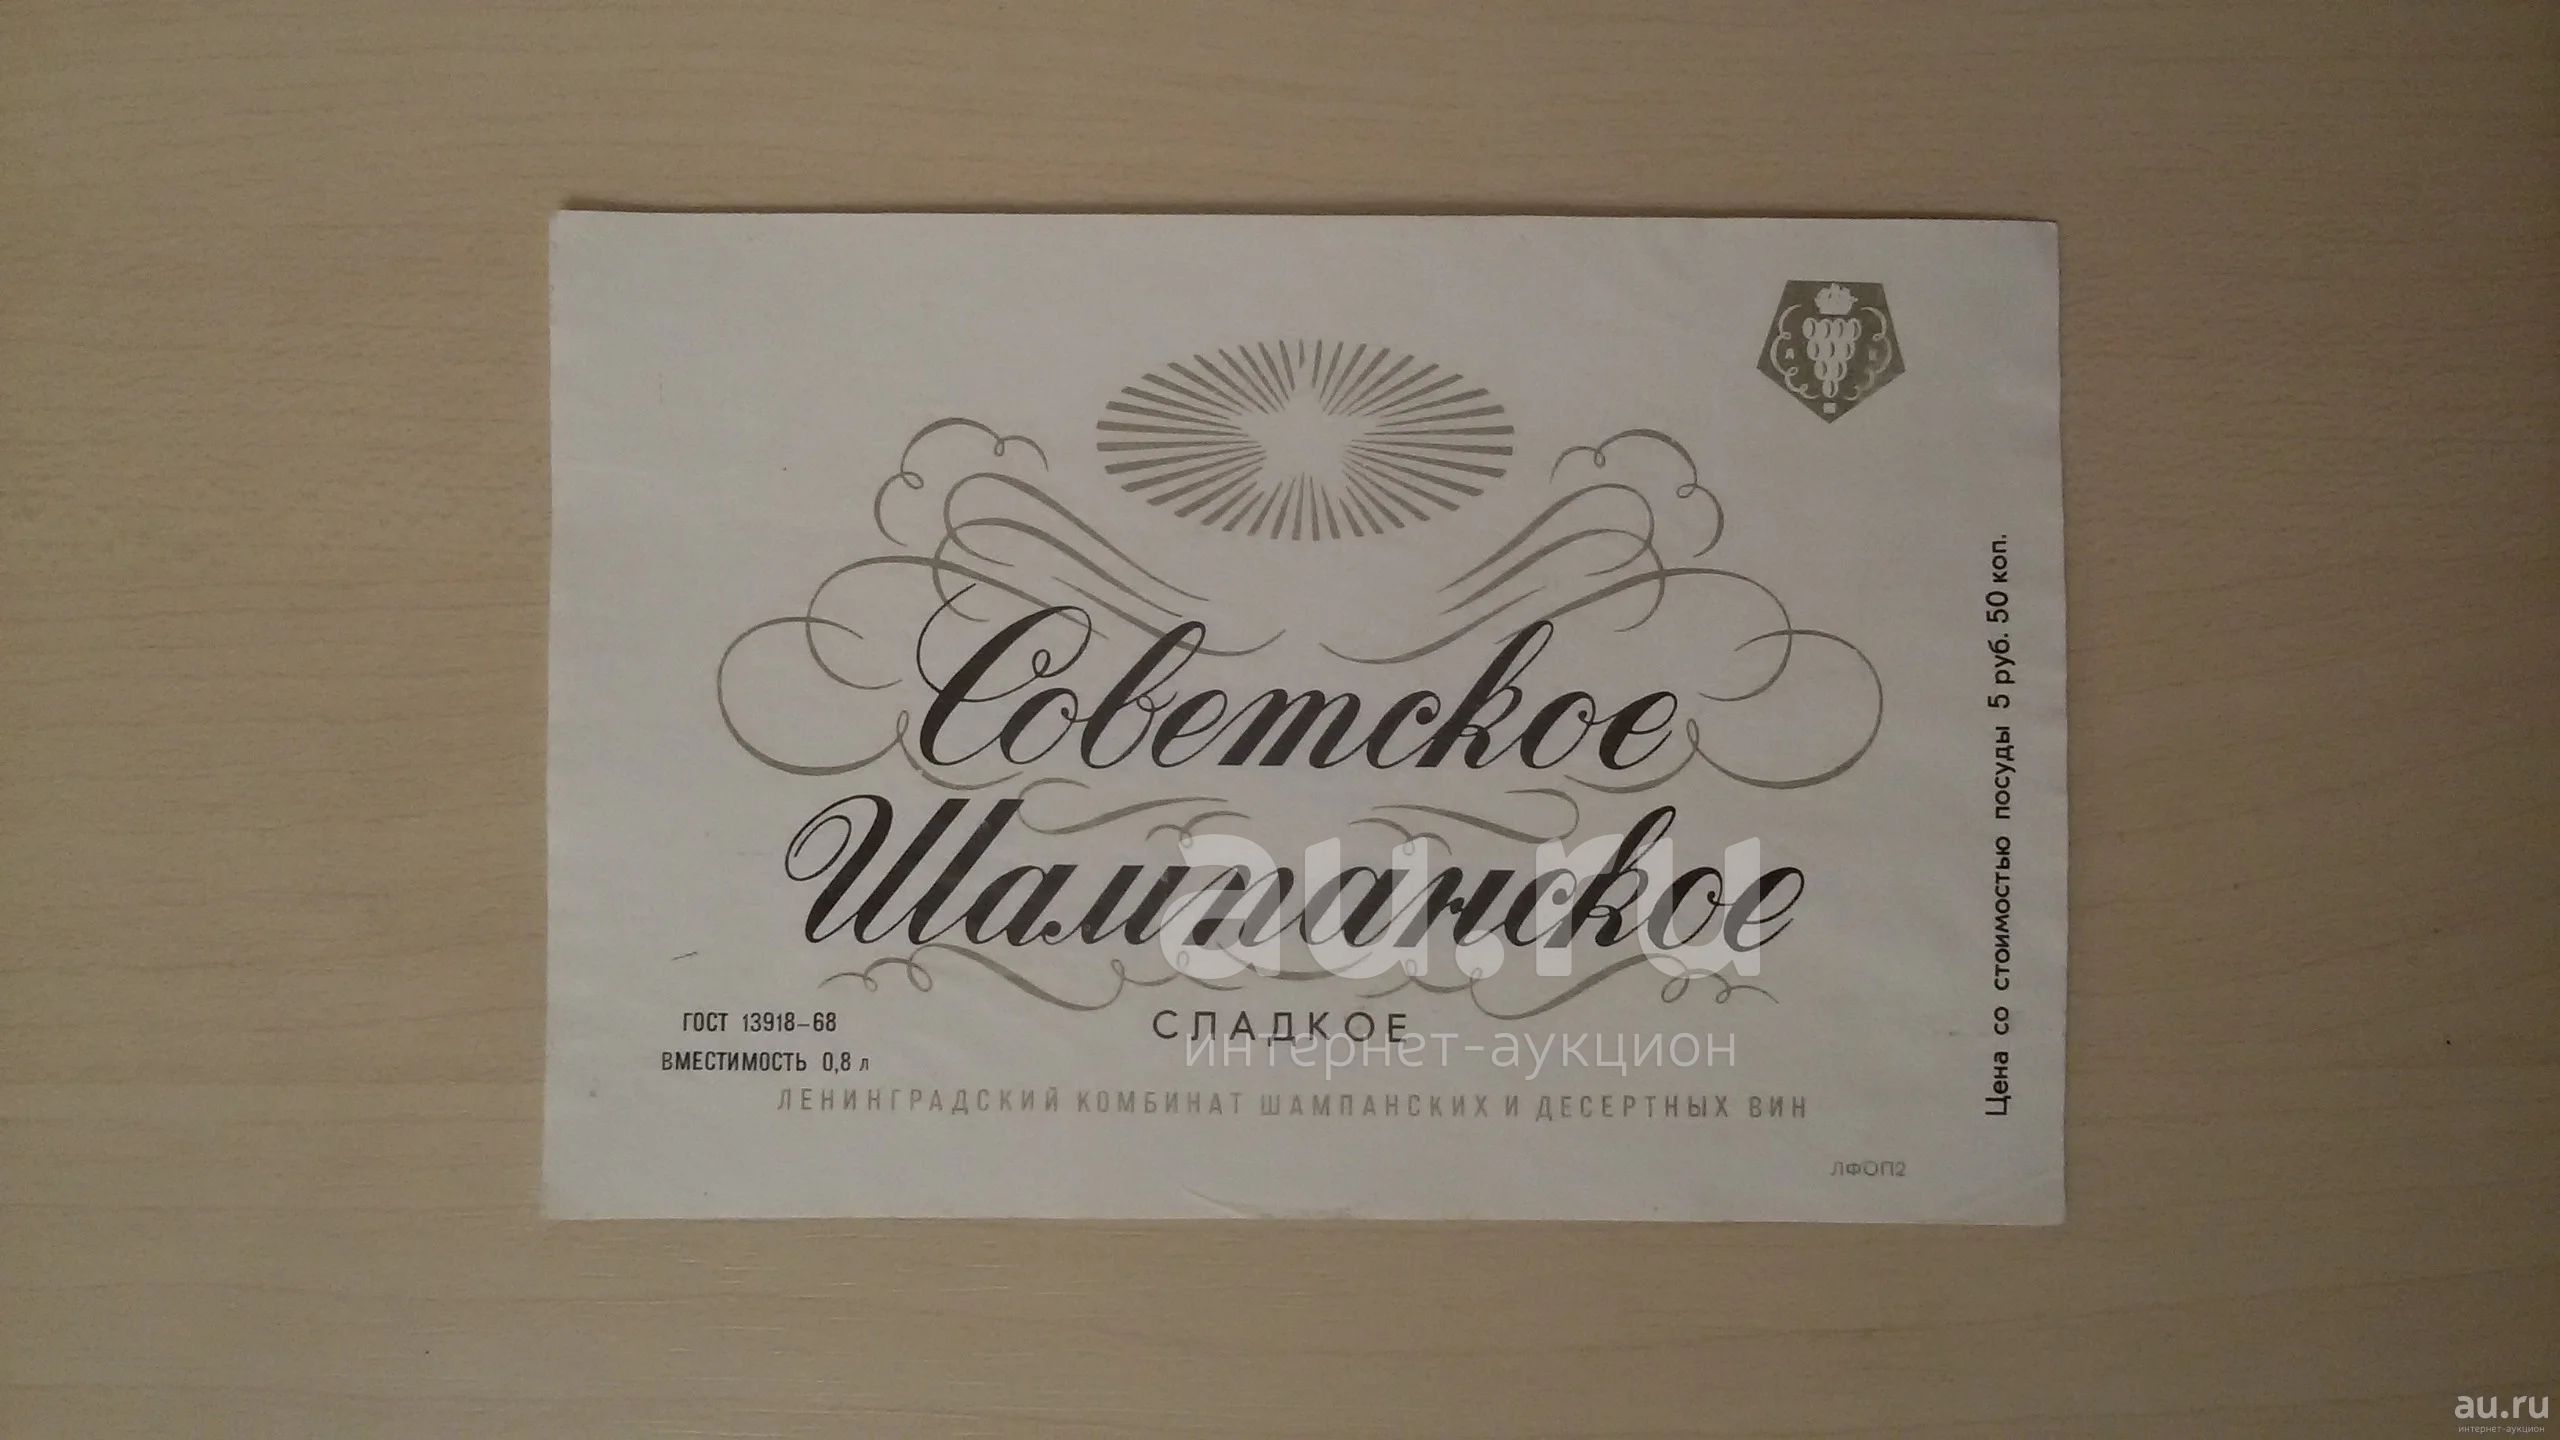 Советское
Шампанское
СЛАДКОЕ
ГОСТ 13918-68
ВМЕСТИМОСТЬ 0,8 л
ЛЕНИНГРАДСКИЙ КОМБИНАТ ШАМПАНСКИХ И ДЕСЕРТНЫХ ВИН
ЛФОП2
Цена со стоимостью посуды 5 руб. 50 коп.
au.ru
интернет-аукцион
au.ru
интернет-аукцион